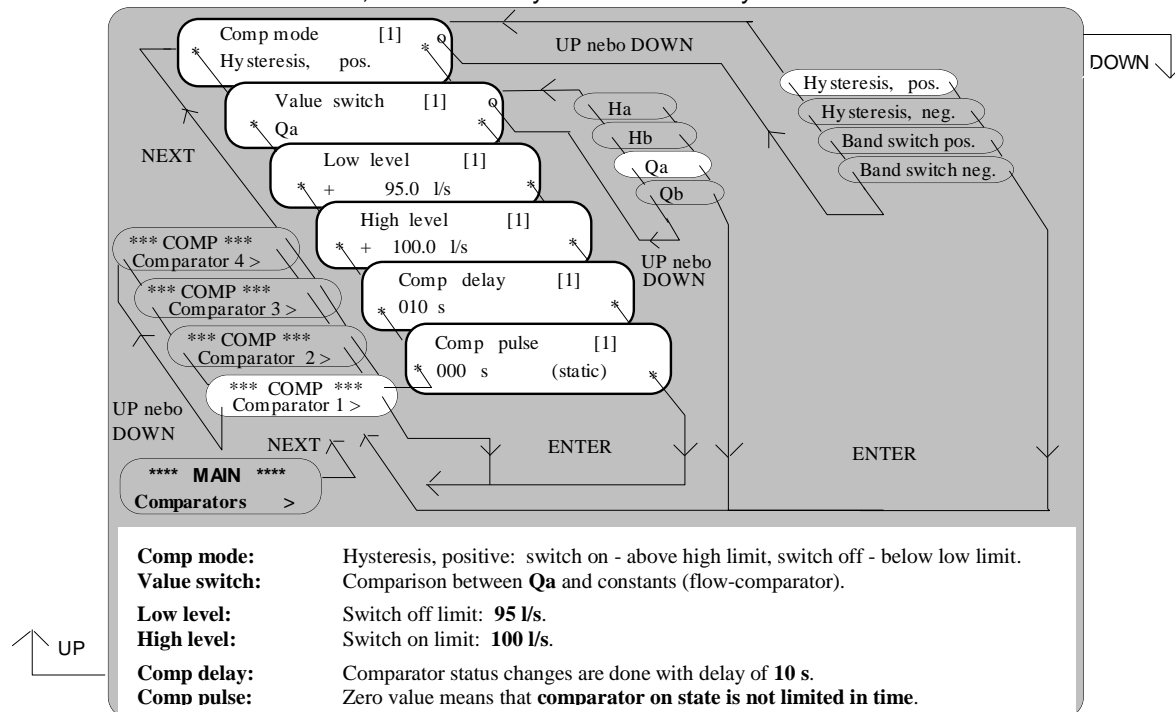 Comp mode [1]
Hysteresis, pos.
UP nebo DOWN
DOWN
Hysteresis, pos.
Hysteresis, neg.
Band switch pos.
Band switch neg.
Value switch [1]
* Qa *
Ha
Hb
Qa
Qb
NEXT
Low level [1]
* + 95.0 l/s *
High level [1]
* + 100.0 l/s *
UP nebo
DOWN
*** COMP ***
Comparator 4 >
*** COMP ***
Comparator 3 >
*** COMP ***
Comparator 2 >
*** COMP ***
Comparator 1 >
Comp delay [1]
* 010 s *
Comp pulse [1]
* 000 s (static) *
UP nebo
DOWN
NEXT
ENTER
ENTER
**** MAIN ****
Comparators >
Comp mode: Hysteresis, positive: switch on - above high limit, switch off - below low limit.
Value switch: Comparison between Qa and constants (flow-comparator).
Low level: Switch off limit: 95 l/s.
High level: Switch on limit: 100 l/s.
UP
Comp delay: Comparator status changes are done with delay of 10 s.
Comp pulse: Zero value means that comparator on state is not limited in time.